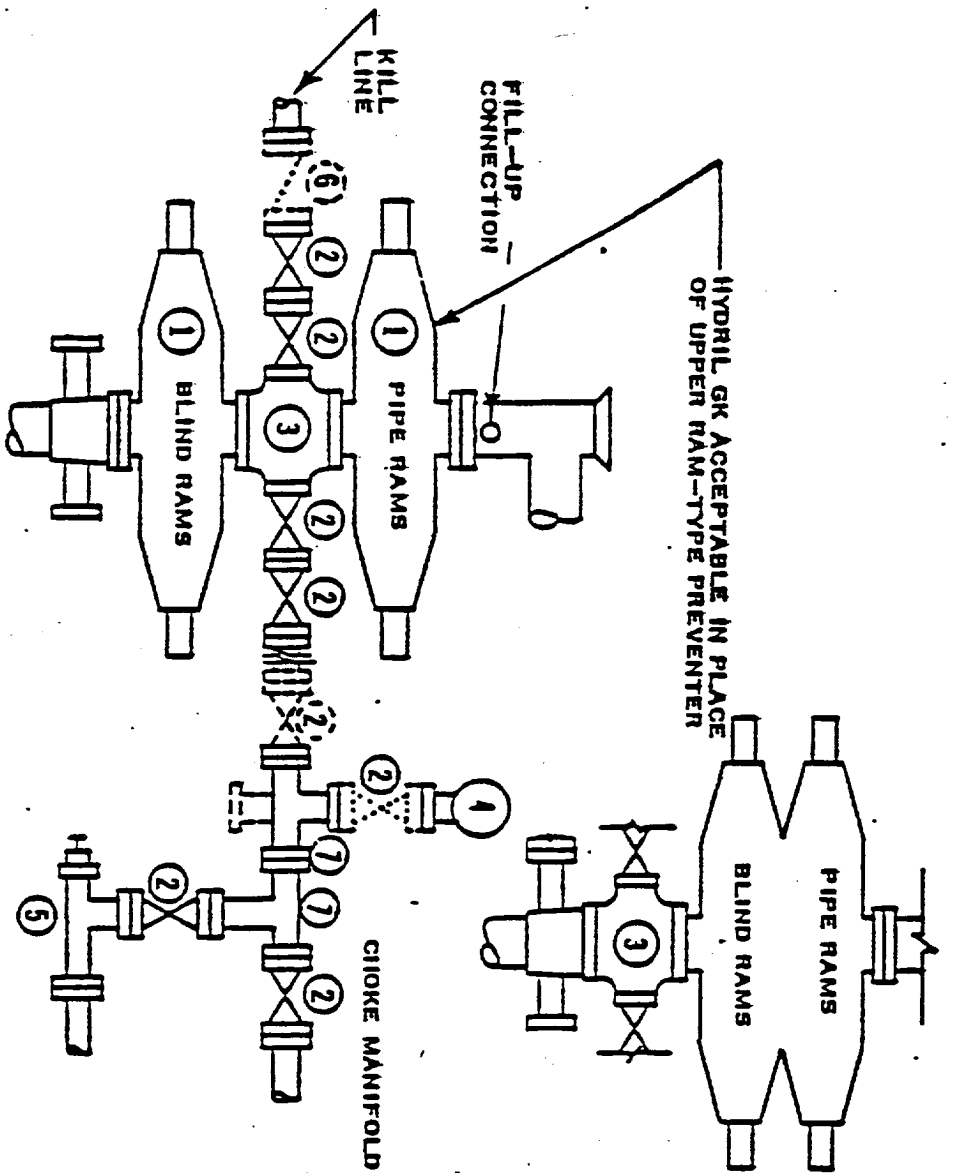 KILL
LINE
FILL-UP
CONNECTION
HYDRIL GK ACCEPTABLE IN PLACE
OF UPPER RAM-TYPE PREVENTER
6
2
2
1
PIPE RAMS
3
1
BLIND RAMS
2
2
2
2
4
7
7
2
5
2
CHOKE MANIFOLD
PIPE RAMS
BLIND RAMS
3